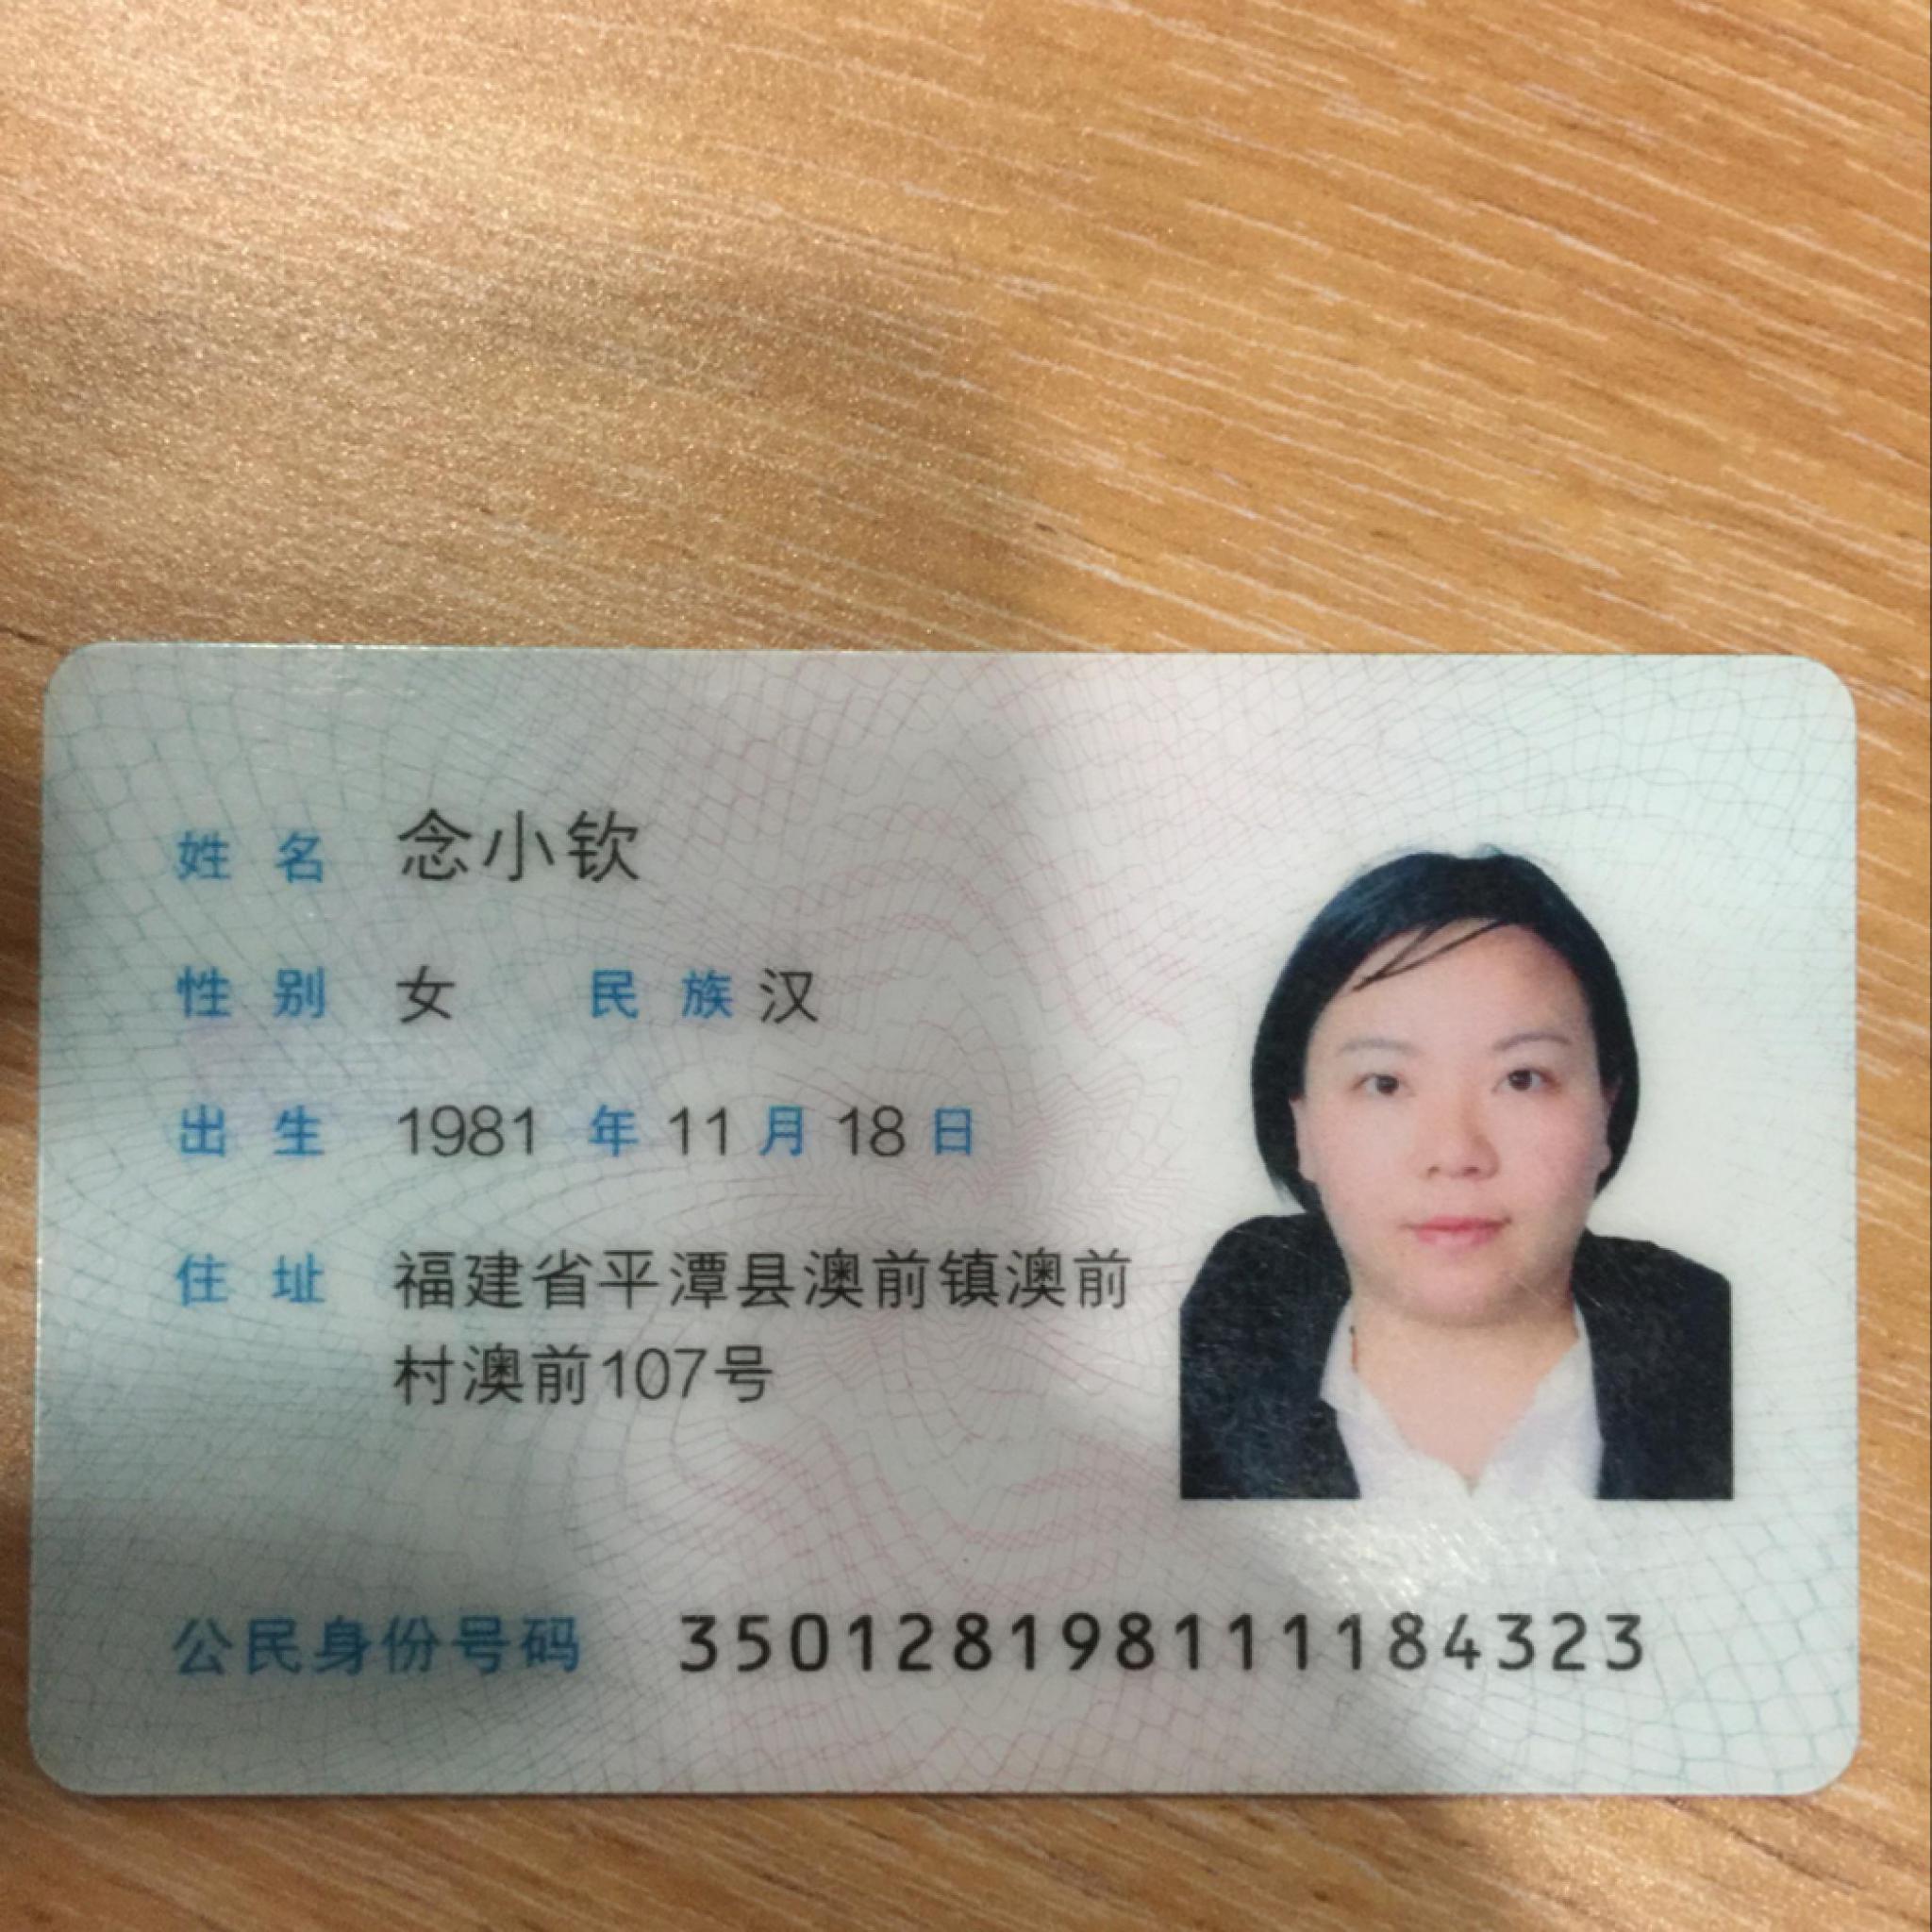 姓名 念小钦
性别 女 民族 汉
出生 1981 年 11 月 18 日
住址 福建省平潭县澳前镇澳前
村澳前107号
公民身份号码 350128198111184323